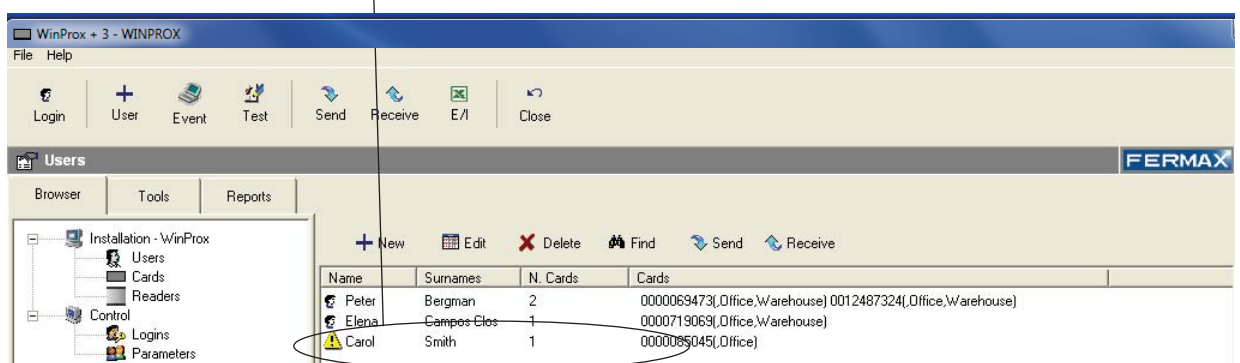 WinProx + 3 - WINPROX
File Help
Login User Event Test Send Receive E/I Close
Users FERMAX
Browser Tools Reports
Installation - WinProx
Users
Cards
Readers
Control
Logins
Parameters
New Edit Delete Find Send Receive
Name Surnames N. Cards Cards
Peter Bergman 2 0000069473(,Office,Warehouse) 0012487324(,Office,Warehouse)
Elena Campos Clos 1 0000719069(,Office,Warehouse)
Carol Smith 1 0000085045(,Office)